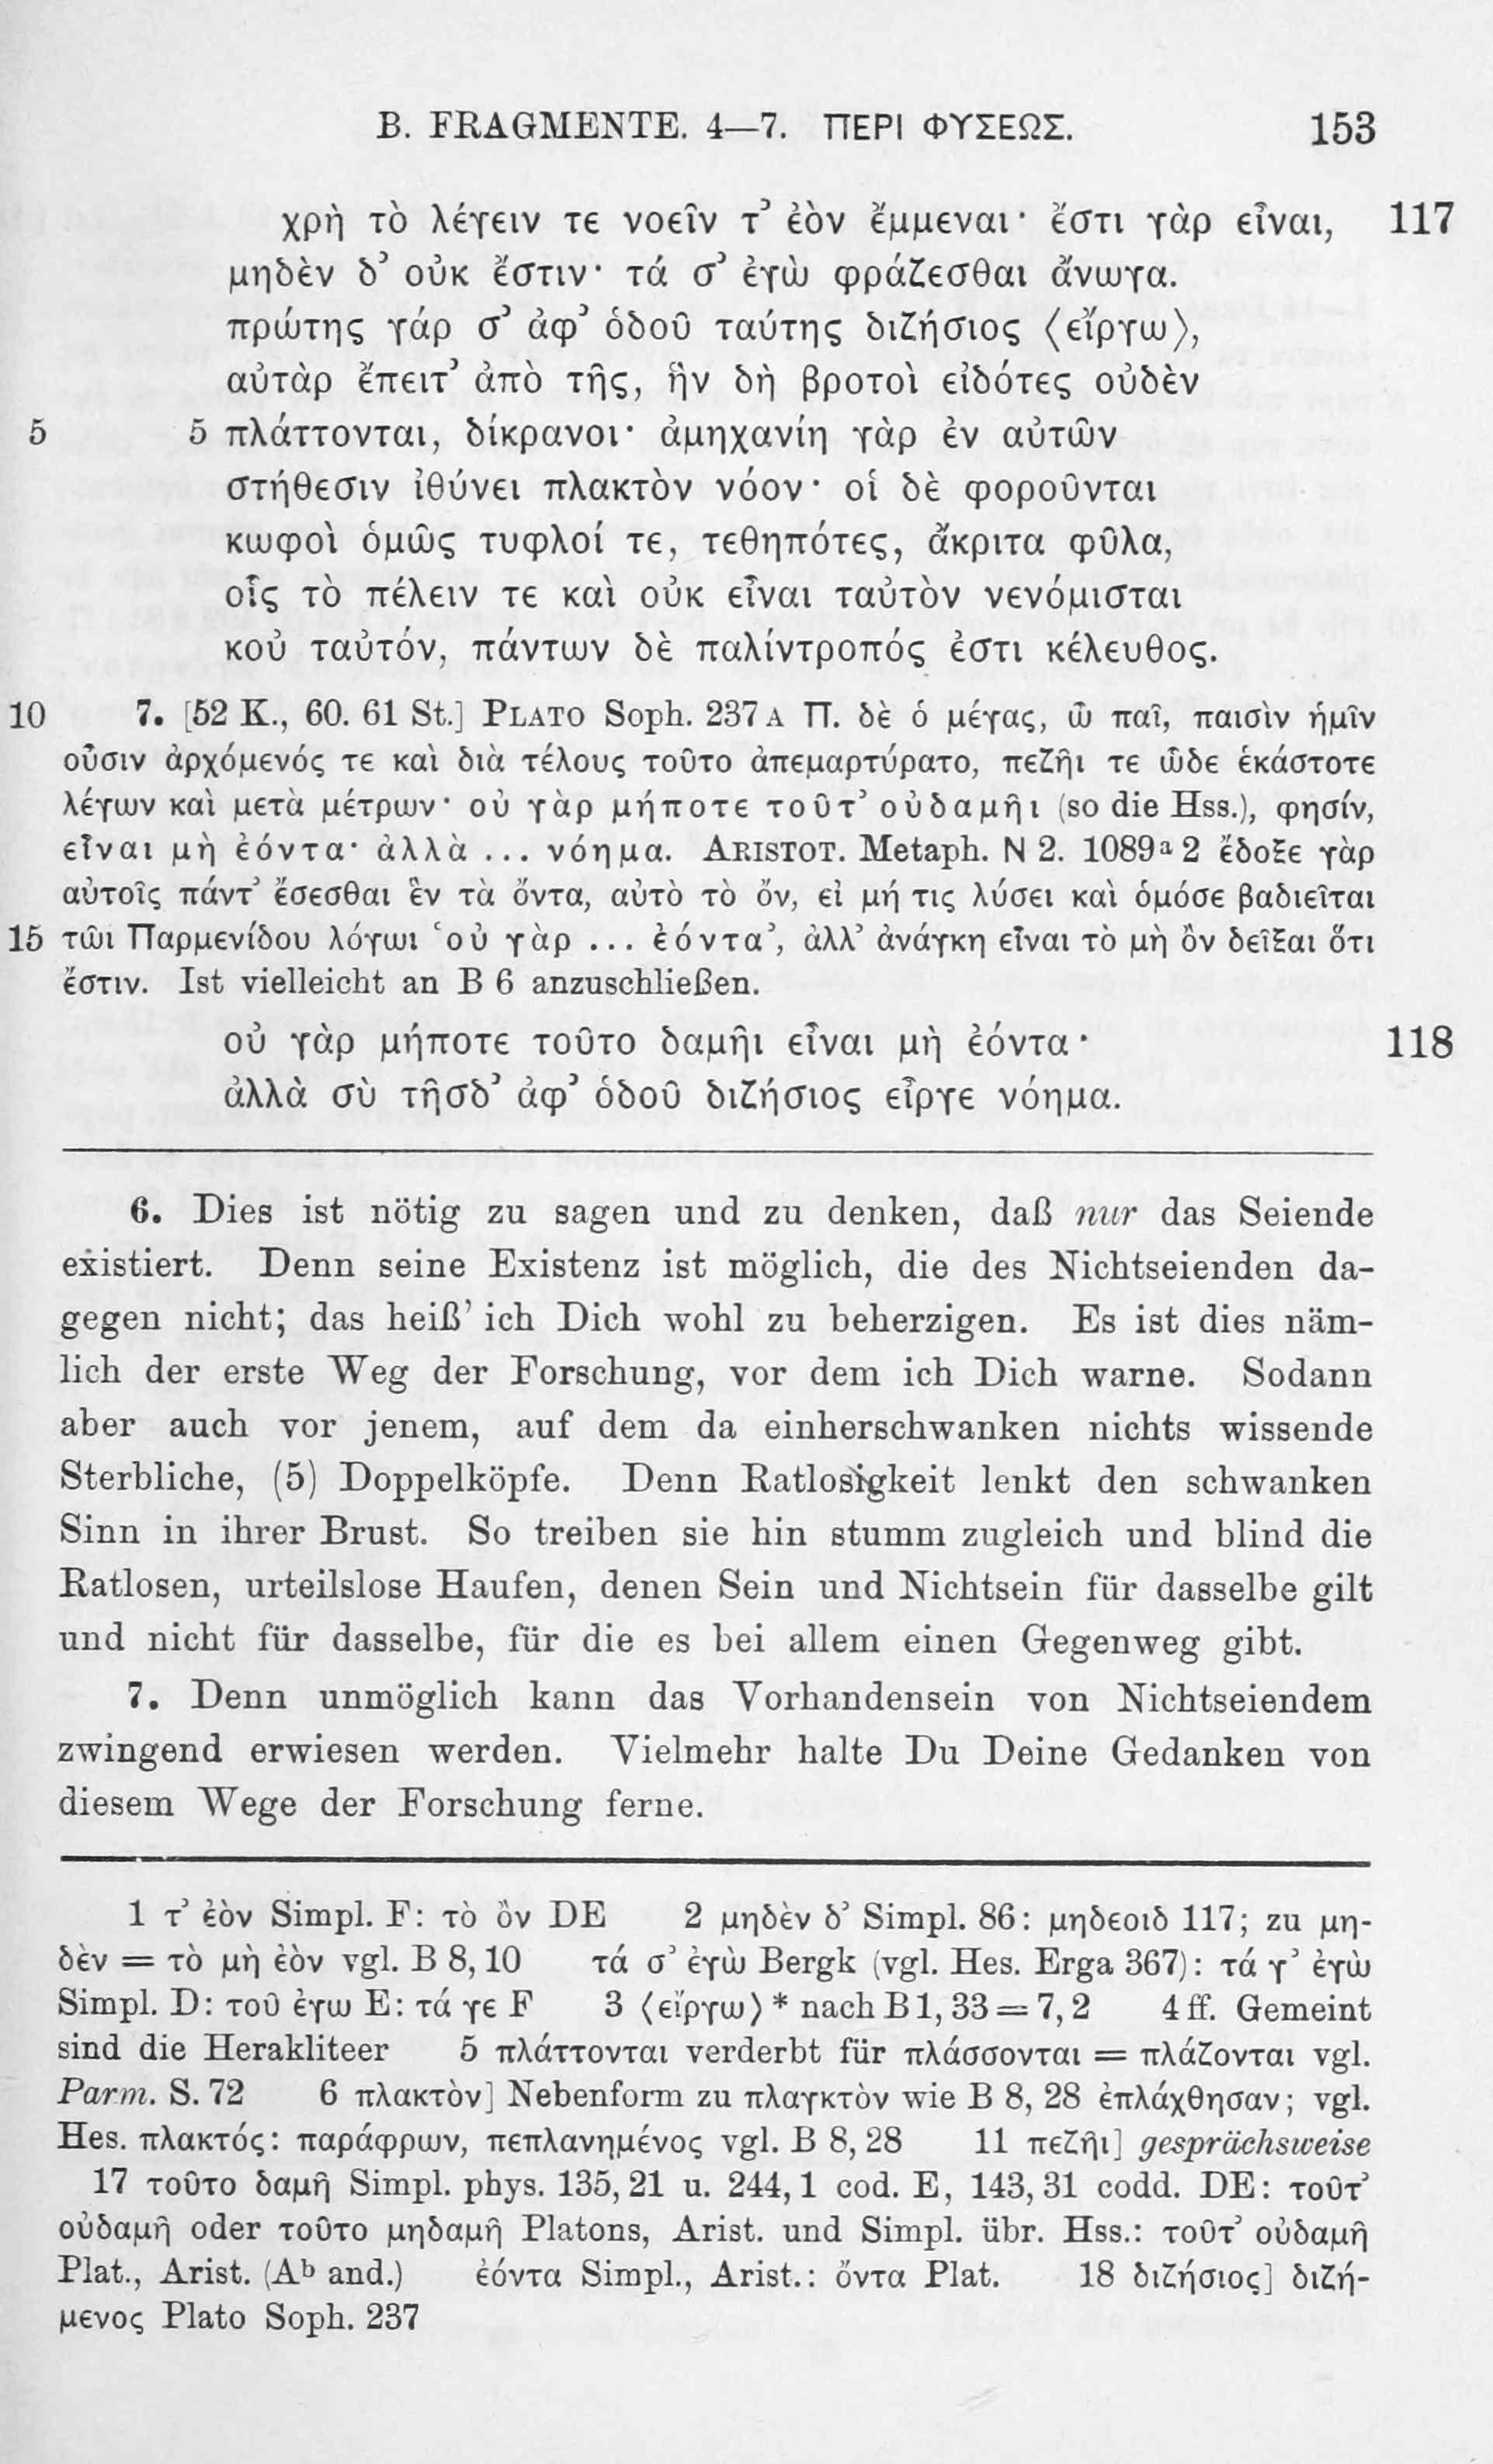 B. FRAGMENTE. 4—7. ΠΕΡΙ ΦΥΣΕΩΣ. 153
χρὴ τὸ λέγειν τε νοεῖν τ’ ἐὸν ἔμμεναι· ἔστι γὰρ εἶναι, 117
μηδὲν δ’ οὐκ ἔστιν· τά σ’ ἐγὼ φράζεσθαι ἄνωγα.
πρώτης γάρ σ’ ἀφ’ ὁδοῦ ταύτης διζήσιος ⟨εἴργω⟩,
αὐτὰρ ἔπειτ’ ἀπὸ τῆς, ἣν δὴ βροτοὶ εἰδότες οὐδὲν
5 5 πλάττονται, δίκρανοι· ἀμηχανίη γὰρ ἐν αὐτῶν
στήθεσιν ἰθύνει πλακτὸν νόον· οἱ δὲ φοροῦνται
κωφοὶ ὁμῶς τυφλοί τε, τεθηπότες, ἄκριτα φῦλα,
οἷς τὸ πέλειν τε καὶ οὐκ εἶναι ταὐτὸν νενόμισται
κοὐ ταὐτόν, πάντων δὲ παλίντροπός ἐστι κέλευθος.
10 7. [52 K., 60. 61 St.] PLATO Soph. 237 A Π. δὲ ὁ μέγας, ὦ παῖ, παισὶν ἡμῖν
οὖσιν ἀρχόμενός τε καὶ διὰ τέλους τοῦτο ἀπεμαρτύρατο, πεζῆι τε ὧδε ἑκάστοτε
λέγων καὶ μετὰ μέτρων· οὐ γὰρ μήποτε τοῦτ’ οὐδαμῆι (so die Hss.), φησίν,
εἶναι μὴ ἐόντα· ἀλλὰ ... νόημα. ARISTOT. Metaph. N 2. 1089ᵃ 2 ἔδοξε γὰρ
αὐτοῖς πάντ’ ἔσεσθαι ἓν τὰ ὄντα, αὐτὸ τὸ ὄν, εἰ μή τις λύσει καὶ ὁμόσε βαδιεῖται
15 τῶι Παρμενίδου λόγωι ‘οὐ γὰρ ... ἐόντα’, ἀλλ’ ἀνάγκη εἶναι τὸ μὴ ὂν δεῖξαι ὅτι
ἔστιν. Ist vielleicht an B 6 anzuschließen.
οὐ γὰρ μήποτε τοῦτο δαμῆι εἶναι μὴ ἐόντα· 118
ἀλλὰ σὺ τῆσδ’ ἀφ’ ὁδοῦ διζήσιος εἶργε νόημα.
6. Dies ist nötig zu sagen und zu denken, daß nur das Seiende
existiert. Denn seine Existenz ist möglich, die des Nichtseienden da-
gegen nicht; das heiß’ ich Dich wohl zu beherzigen. Es ist dies näm-
lich der erste Weg der Forschung, vor dem ich Dich warne. Sodann
aber auch vor jenem, auf dem da einherschwanken nichts wissende
Sterbliche, (5) Doppelköpfe. Denn Ratlosigkeit lenkt den schwanken
Sinn in ihrer Brust. So treiben sie hin stumm zugleich und blind die
Ratlosen, urteilslose Haufen, denen Sein und Nichtsein für dasselbe gilt
und nicht für dasselbe, für die es bei allem einen Gegenweg gibt.
7. Denn unmöglich kann das Vorhandensein von Nichtseiendem
zwingend erwiesen werden. Vielmehr halte Du Deine Gedanken von
diesem Wege der Forschung ferne.
1 τ’ ἐὸν Simpl. F: τὸ ὂν DE 2 μηδὲν δ’ Simpl. 86: μηδεοιδ 117; zu μη-
δὲν = τὸ μὴ ἐὸν vgl. B 8, 10 τά σ’ ἐγὼ Bergk (vgl. Hes. Erga 367): τά γ’ ἐγὼ
Simpl. D: τοῦ ἐγω E: τά γε F 3 ⟨εἴργω⟩ * nach B 1, 33 = 7, 2 4 ff. Gemeint
sind die Herakliteer 5 πλάττονται verderbt für πλάσσονται = πλάζονται vgl.
Parm. S. 72 6 πλακτὸν] Nebenform zu πλαγκτὸν wie B 8, 28 ἐπλάχθησαν; vgl.
Hes. πλακτός: παράφρων, πεπλανημένος vgl. B 8, 28 11 πεζῆι] gesprächsweise
17 τοῦτο δαμῆ Simpl. phys. 135, 21 u. 244, 1 cod. E, 143, 31 codd. DE: τοῦτ’
οὐδαμῆ oder τοῦτο μηδαμῆ Platons, Arist. und Simpl. übr. Hss.: τοῦτ’ οὐδαμῆ
Plat., Arist. (Aᵇ and.) ἐόντα Simpl., Arist.: ὄντα Plat. 18 διζήσιος] διζή-
μενος Plato Soph. 237